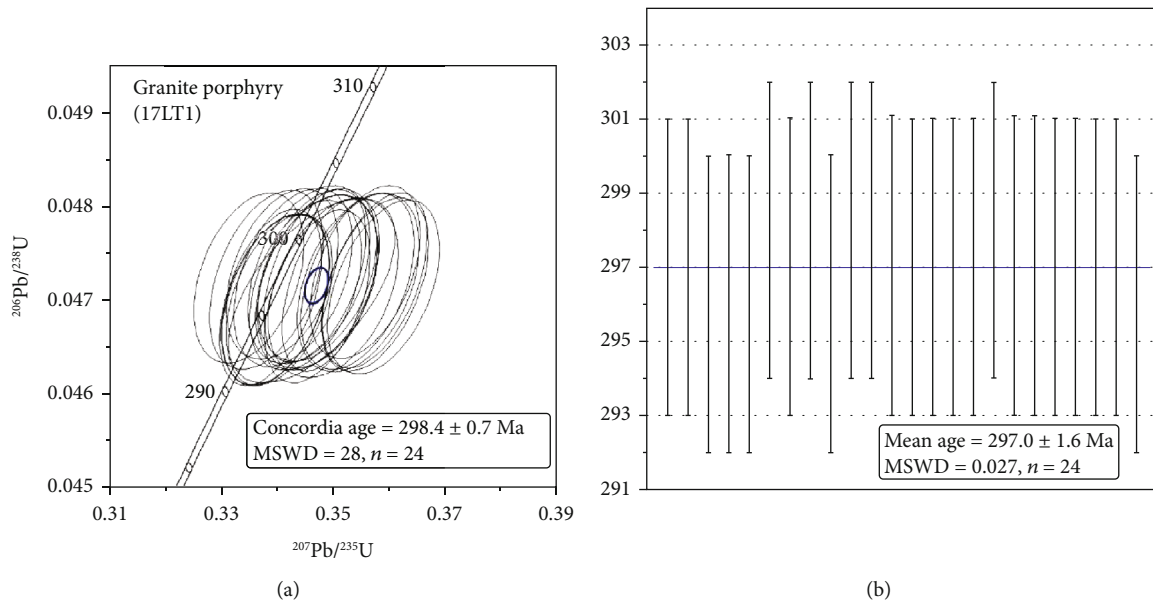 Granite porphyry
(17LT1)
310
300
290
0.049
0.048
0.047
0.046
0.045
²⁰⁶Pb/²³⁸U
Concordia age = 298.4 ± 0.7 Ma
MSWD = 28, n = 24
0.31
0.33
0.35
0.37
0.39
²⁰⁷Pb/²³⁵U
(a)
303
301
299
297
295
293
291
Mean age = 297.0 ± 1.6 Ma
MSWD = 0.027, n = 24
(b)